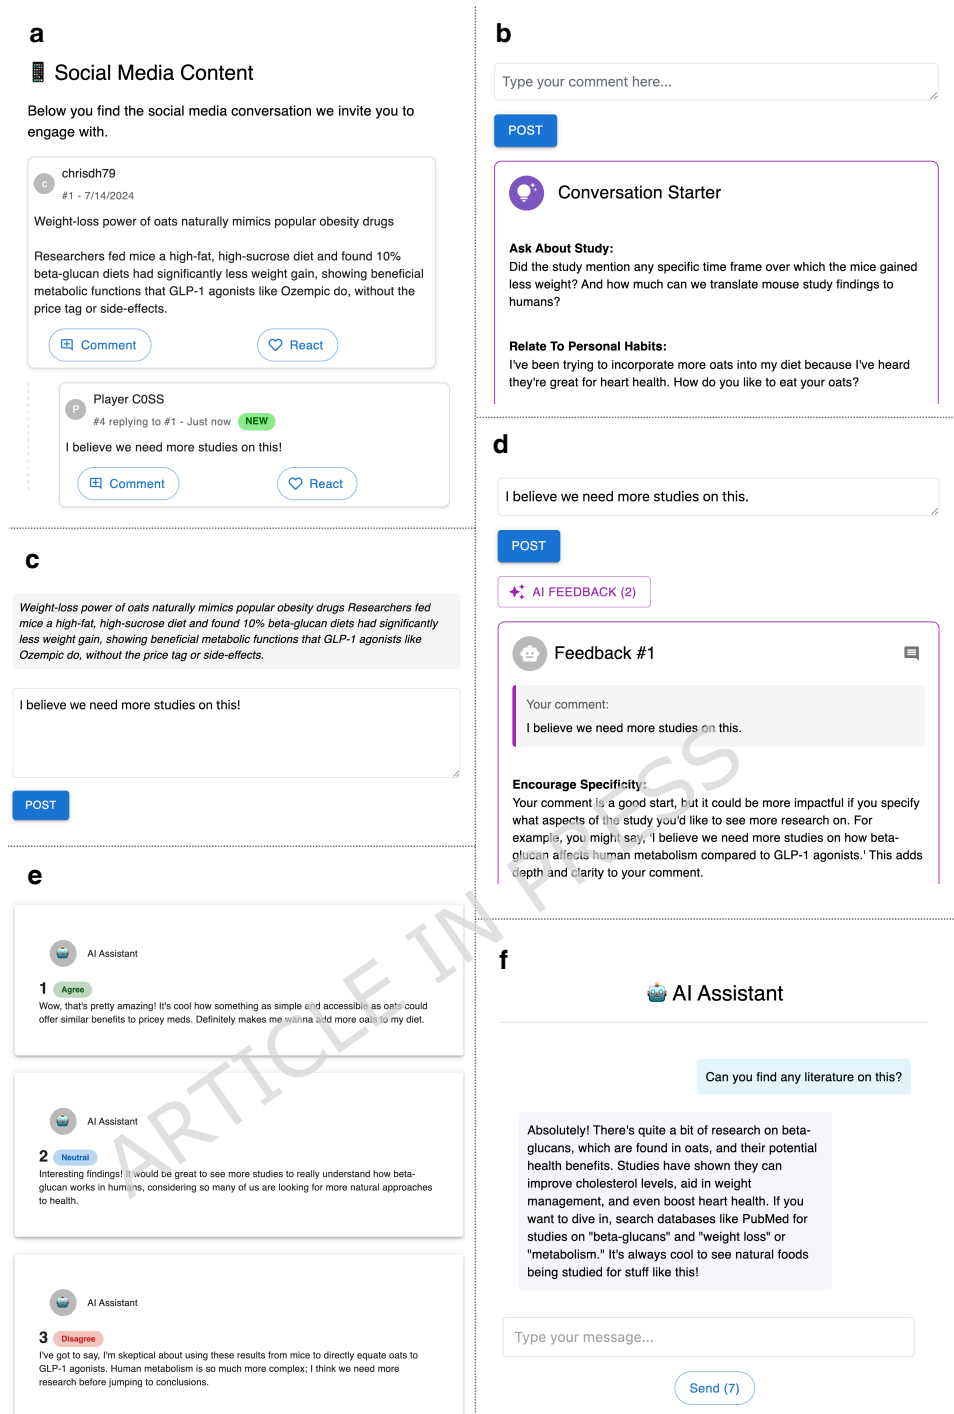 a
Social Media Content
Below you find the social media conversation we invite you to
engage with.
c
chrisdh79
#1 - 7/14/2024
Weight-loss power of oats naturally mimics popular obesity drugs
Researchers fed mice a high-fat, high-sucrose diet and found 10%
beta-glucan diets had significantly less weight gain, showing beneficial
metabolic functions that GLP-1 agonists like Ozempic do, without the
price tag or side-effects.
Comment
React
P
Player C0SS
#4 replying to #1 - Just now NEW
I believe we need more studies on this!
Comment
React
b
Type your comment here...
POST
Conversation Starter
Ask About Study:
Did the study mention any specific time frame over which the mice gained
less weight? And how much can we translate mouse study findings to
humans?
Relate To Personal Habits:
I've been trying to incorporate more oats into my diet because I've heard
they're great for heart health. How do you like to eat your oats?
c
Weight-loss power of oats naturally mimics popular obesity drugs Researchers fed
mice a high-fat, high-sucrose diet and found 10% beta-glucan diets had significantly
less weight gain, showing beneficial metabolic functions that GLP-1 agonists like
Ozempic do, without the price tag or side-effects.
I believe we need more studies on this!
POST
d
I believe we need more studies on this.
POST
AI FEEDBACK (2)
Feedback #1
Your comment:
I believe we need more studies on this.
Encourage Specificity:
Your comment is a good start, but it could be more impactful if you specify
what aspects of the study you'd like to see more research on. For
example, you might say, 'I believe we need more studies on how beta-
glucan affects human metabolism compared to GLP-1 agonists.' This adds
depth and clarity to your comment.
e
AI Assistant
1 Agree
Wow, that's pretty amazing! It's cool how something as simple and accessible as oats could
offer similar benefits to pricey meds. Definitely makes me wanna add more oats to my diet.
AI Assistant
2 Neutral
Interesting findings! It would be great to see more studies to really understand how beta-
glucan works in humans, considering so many of us are looking for more natural approaches
to health.
AI Assistant
3 Disagree
I've got to say, I'm skeptical about using these results from mice to directly equate oats to
GLP-1 agonists. Human metabolism is so much more complex; I think we need more
research before jumping to conclusions.
f
AI Assistant
Can you find any literature on this?
Absolutely! There's quite a bit of research on beta-
glucans, which are found in oats, and their potential
health benefits. Studies have shown they can
improve cholesterol levels, aid in weight
management, and even boost heart health. If you
want to dive in, search databases like PubMed for
studies on "beta-glucans" and "weight loss" or
"metabolism." It's always cool to see natural foods
being studied for stuff like this!
Type your message...
Send (7)
ARTICLE IN PRESS